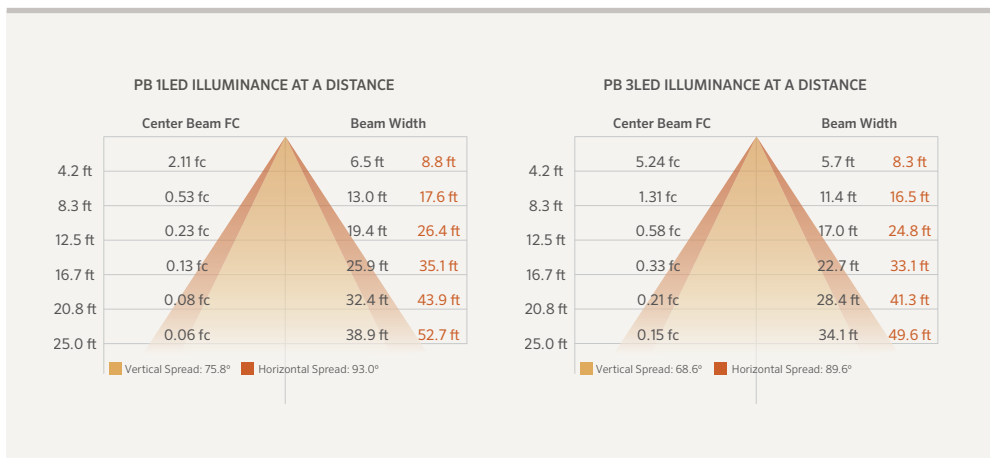 PB 1LED ILLUMINANCE AT A DISTANCE
Center Beam FC Beam Width
4.2 ft 2.11 fc 6.5 ft 8.8 ft
8.3 ft 0.53 fc 13.0 ft 17.6 ft
12.5 ft 0.23 fc 19.4 ft 26.4 ft
16.7 ft 0.13 fc 25.9 ft 35.1 ft
20.8 ft 0.08 fc 32.4 ft 43.9 ft
25.0 ft 0.06 fc 38.9 ft 52.7 ft
Vertical Spread: 75.8° Horizontal Spread: 93.0°
PB 3LED ILLUMINANCE AT A DISTANCE
Center Beam FC Beam Width
4.2 ft 5.24 fc 5.7 ft 8.3 ft
8.3 ft 1.31 fc 11.4 ft 16.5 ft
12.5 ft 0.58 fc 17.0 ft 24.8 ft
16.7 ft 0.33 fc 22.7 ft 33.1 ft
20.8 ft 0.21 fc 28.4 ft 41.3 ft
25.0 ft 0.15 fc 34.1 ft 49.6 ft
Vertical Spread: 68.6° Horizontal Spread: 89.6°